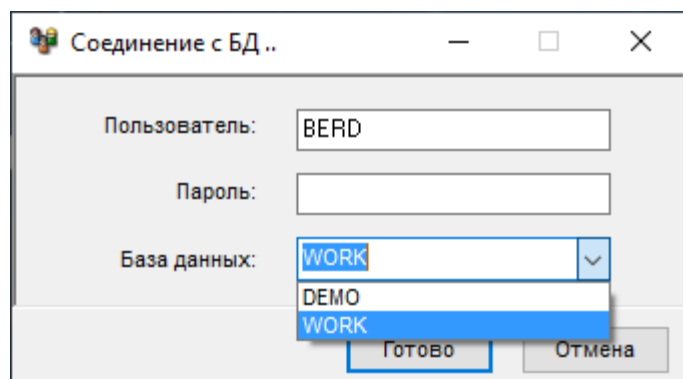 Соединение с БД ..
Пользователь: BERD
Пароль:
База данных: WORK
DEMO
WORK
Готово Отмена